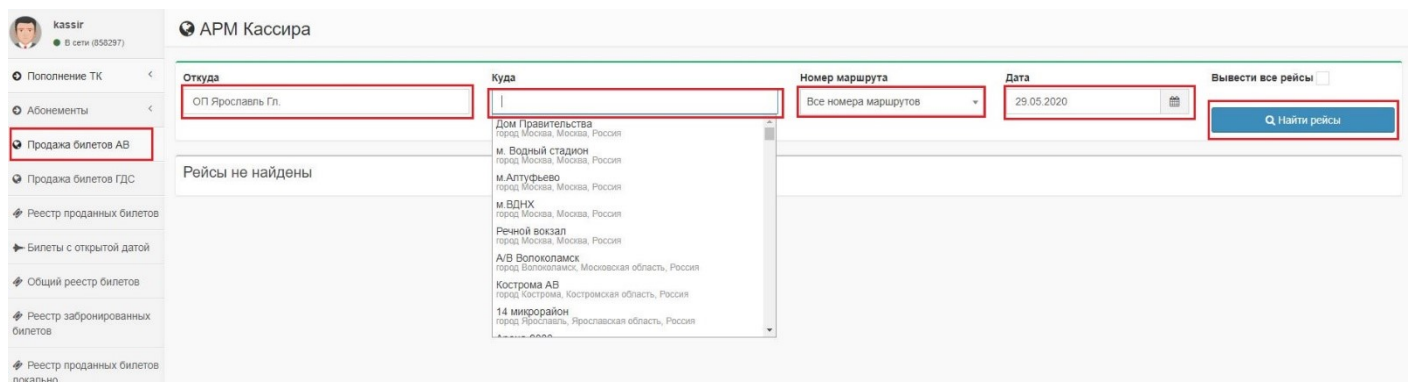 kassir
В сети (858297)
АРМ Кассира
Пополнение ТК
Абонементы
Продажа билетов АВ
Продажа билетов ГДС
Реестр проданных билетов
Билеты с открытой датой
Общий реестр билетов
Реестр забронированных
билетов
Реестр проданных билетов
локально
Откуда
ОП Ярославль Гл.
Куда
Номер маршрута
Все номера маршрутов
Дата
29.05.2020
Вывести все рейсы
Найти рейсы
Дом Правительства
город Москва, Москва, Россия
м. Водный стадион
город Москва, Москва, Россия
м.Алтуфьево
город Москва, Москва, Россия
м.ВДНХ
город Москва, Москва, Россия
Речной вокзал
город Москва, Москва, Россия
А/В Волоколамск
город Волоколамск, Московская область, Россия
Кострома АВ
город Кострома, Костромская область, Россия
14 микрорайон
город Ярославль, Ярославская область, Россия
Рейсы не найдены